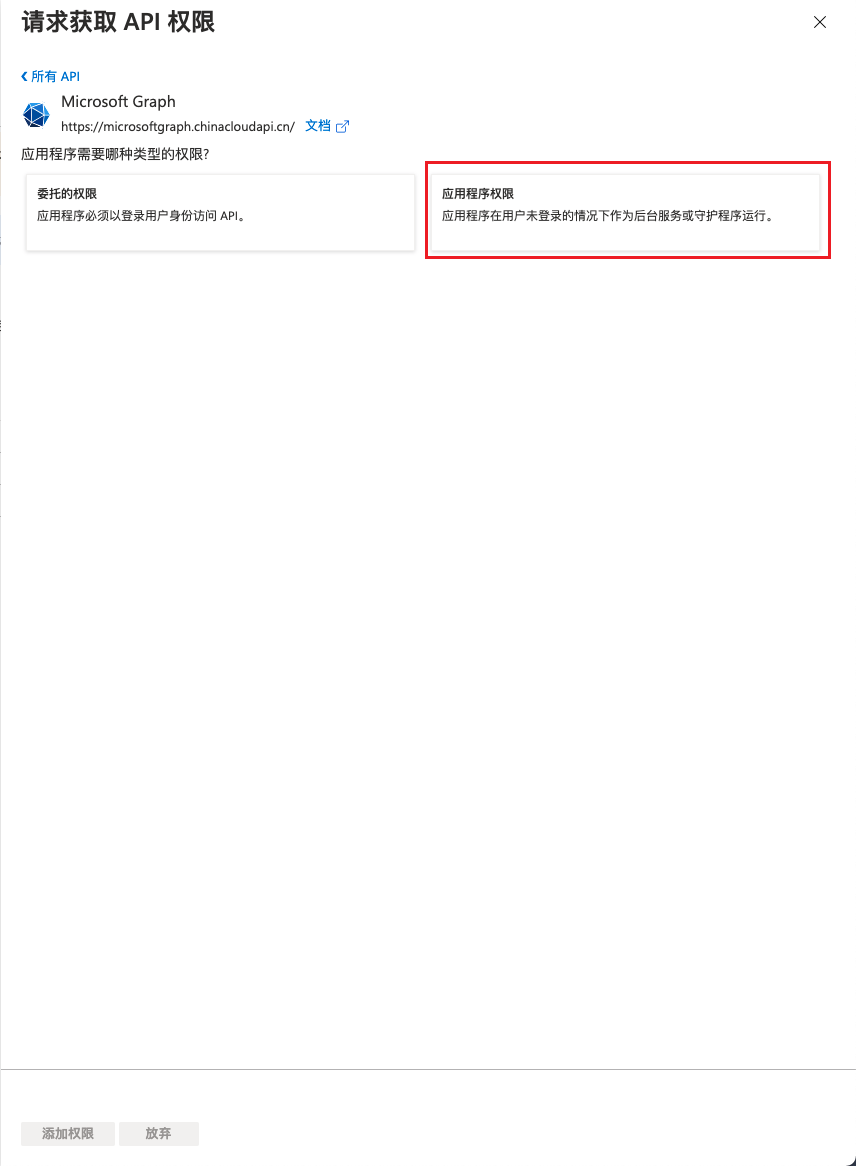 请求获取 API 权限
所有 API
Microsoft Graph
https://microsoftgraph.chinacloudapi.cn/ 文档
应用程序需要哪种类型的权限?
委托的权限
应用程序必须以登录用户身份访问 API。
应用程序权限
应用程序在用户未登录的情况下作为后台服务或守护程序运行。
添加权限 放弃